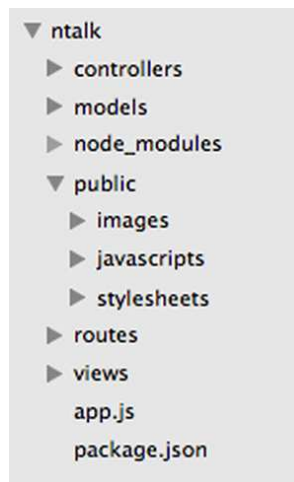 ntalk
controllers
models
node_modules
public
images
javascripts
stylesheets
routes
views
app.js
package.json